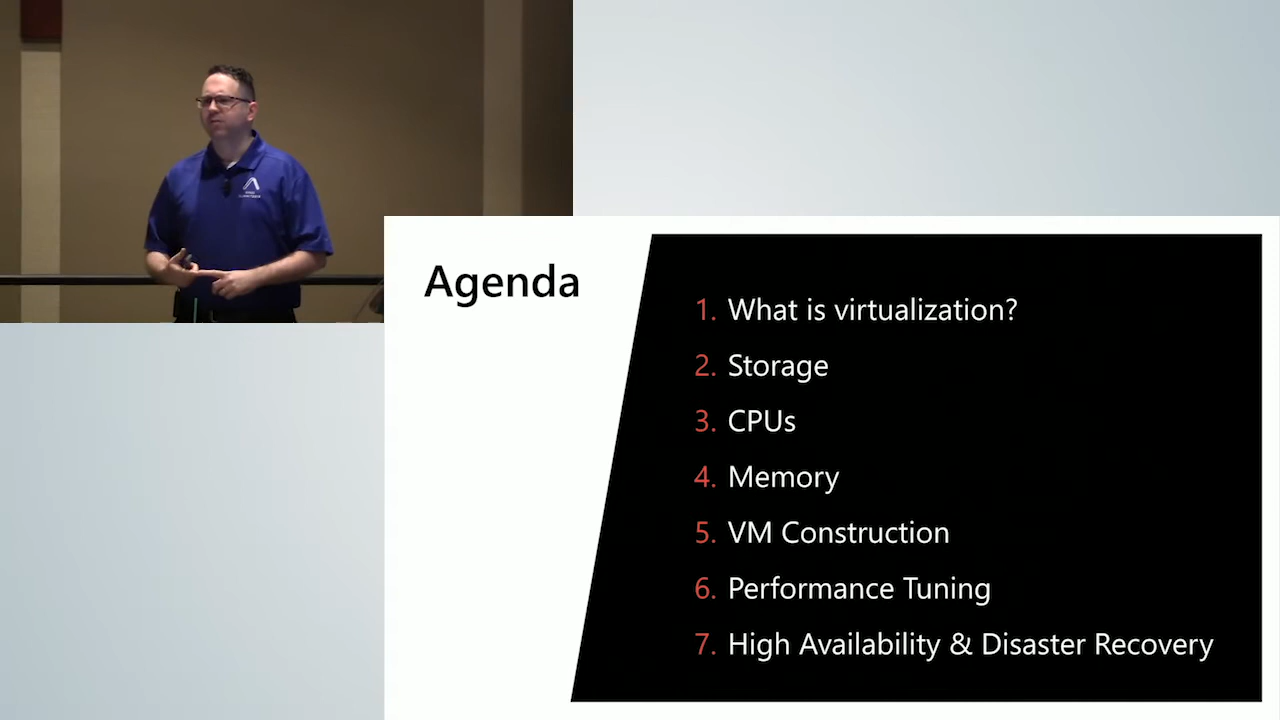 Agenda
1. What is virtualization?
2. Storage
3. CPUs
4. Memory
5. VM Construction
6. Performance Tuning
7. High Availability & Disaster Recovery